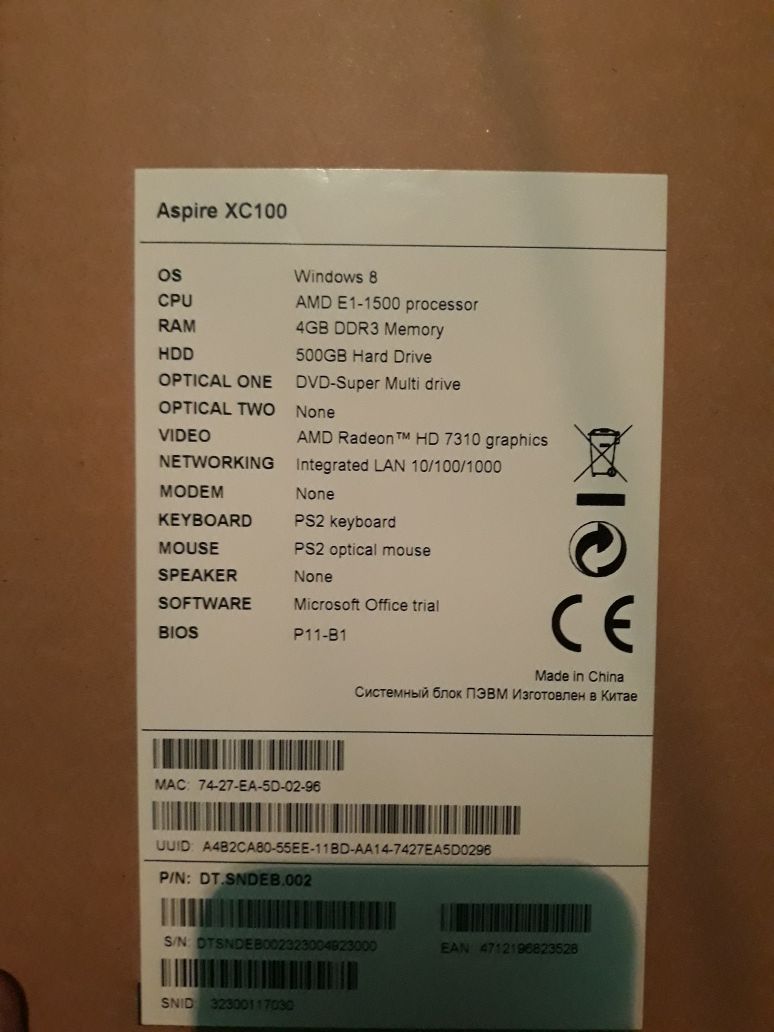 Aspire XC100
OS Windows 8
CPU AMD E1-1500 processor
RAM 4GB DDR3 Memory
HDD 500GB Hard Drive
OPTICAL ONE DVD-Super Multi drive
OPTICAL TWO None
VIDEO AMD Radeon™ HD 7310 graphics
NETWORKING Integrated LAN 10/100/1000
MODEM None
KEYBOARD PS2 keyboard
MOUSE PS2 optical mouse
SPEAKER None
SOFTWARE Microsoft Office trial
BIOS P11-B1
CE
Made in China
Системный блок ПЭВМ Изготовлен в Китае
MAC: 74-27-EA-5D-02-96
UUID: A4B2CA80-55EE-11BD-AA14-7427EA5D0296
P/N: DT.SNDEB.002
S/N: DTSNDEB002323004923000 EAN: 4712196823528
SNID: 32300117030